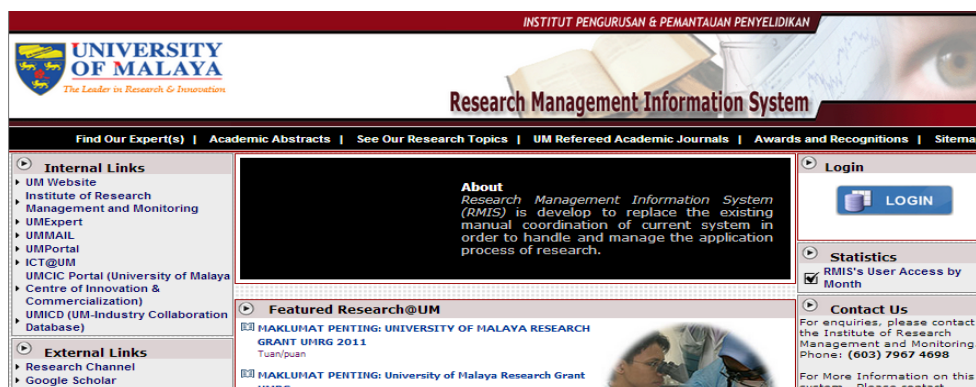 INSTITUT PENGURUSAN & PEMANTAUAN PENYELIDIKAN
UNIVERSITY
OF MALAYA
The Leader in Research & Innovation
Research Management Information System
Find Our Expert(s) | Academic Abstracts | See Our Research Topics | UM Refereed Academic Journals | Awards and Recognitions | Sitema
Internal Links
UM Website
Institute of Research
Management and Monitoring
UMExpert
UMMAIL
UMPortal
ICT@UM
UMCIC Portal (University of Malaya
Centre of Innovation &
Commercialization)
UMICD (UM-Industry Collaboration
Database)
External Links
Research Channel
Google Scholar
About
Research Management Information System
(RMIS) is develop to replace the existing
manual coordination of current system in
order to handle and manage the application
process of research.
Featured Research@UM
MAKLUMAT PENTING: UNIVERSITY OF MALAYA RESEARCH
GRANT UMRG 2011
Tuan/puan
MAKLUMAT PENTING: University of Malaya Research Grant
Login
LOGIN
Statistics
RMIS's User Access by
Month
Contact Us
For enquiries, please contact
the Institute of Research
Management and Monitoring.
Phone: (603) 7967 4698
For More Information on this
system, Please contact